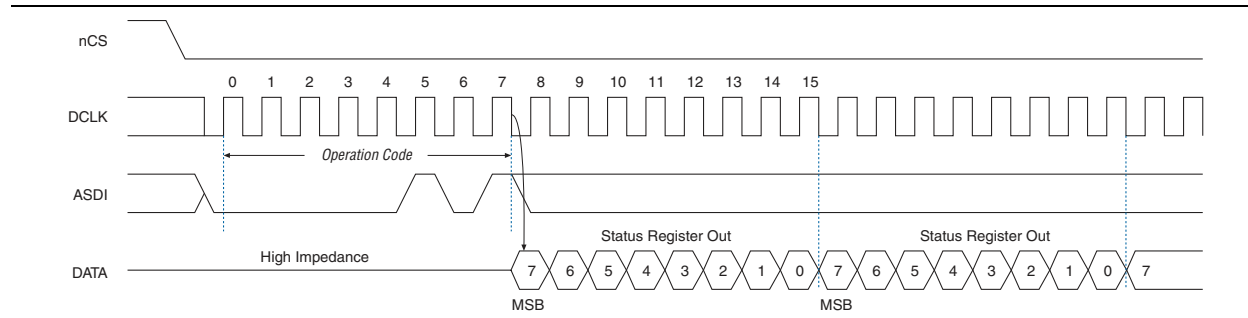 nCS
0 1 2 3 4 5 6 7 8 9 10 11 12 13 14 15
DCLK
Operation Code
ASDI
Status Register Out Status Register Out
High Impedance
DATA 7 6 5 4 3 2 1 0 7 6 5 4 3 2 1 0 7
MSB MSB